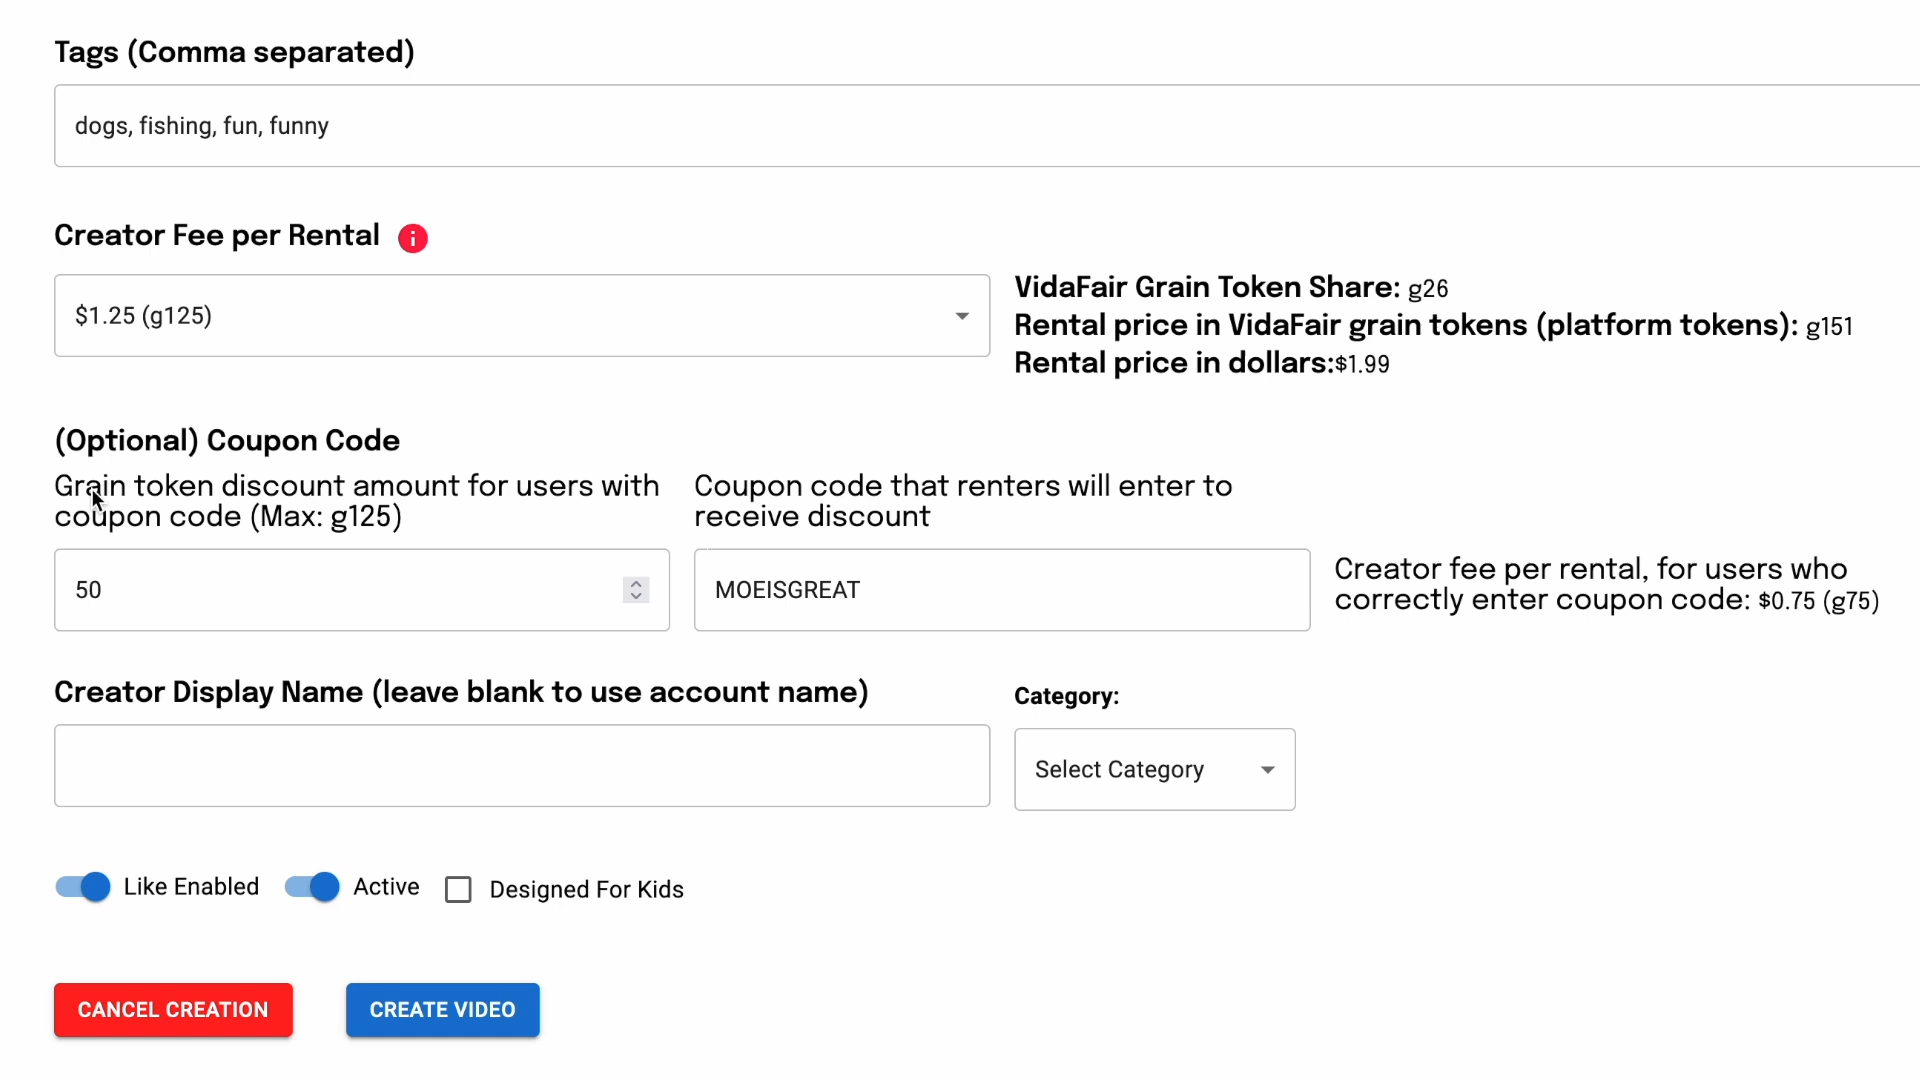 Tags (Comma separated)
dogs, fishing, fun, funny
Creator Fee per Rental
$1.25 (g125)
VidaFair Grain Token Share: g26
Rental price in VidaFair grain tokens (platform tokens): g151
Rental price in dollars:$1.99
(Optional) Coupon Code
Grain token discount amount for users with
coupon code (Max: g125)
50
Coupon code that renters will enter to
receive discount
MOEISGREAT
Creator fee per rental, for users who
correctly enter coupon code: $0.75 (g75)
Creator Display Name (leave blank to use account name)
Category:
Select Category
Like Enabled
Active
Designed For Kids
CANCEL CREATION
CREATE VIDEO